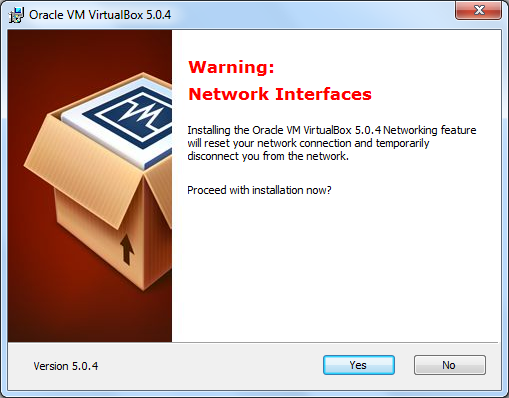 Oracle VM VirtualBox 5.0.4
Warning:
Network Interfaces
Installing the Oracle VM VirtualBox 5.0.4 Networking feature
will reset your network connection and temporarily
disconnect you from the network.
Proceed with installation now?
Version 5.0.4
Yes
No